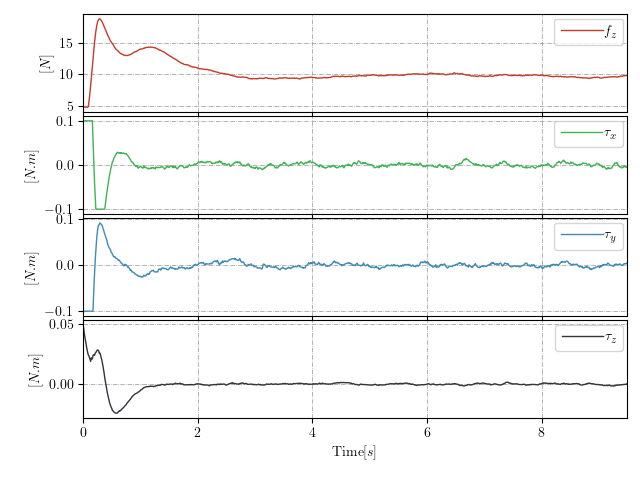 15
10
5
[N]
f_z
0.1
0.0
−0.1
[N.m]
τ_x
0.1
0.0
−0.1
[N.m]
τ_y
0.05
0.00
[N.m]
τ_z
0 2 4 6 8
Time[s]